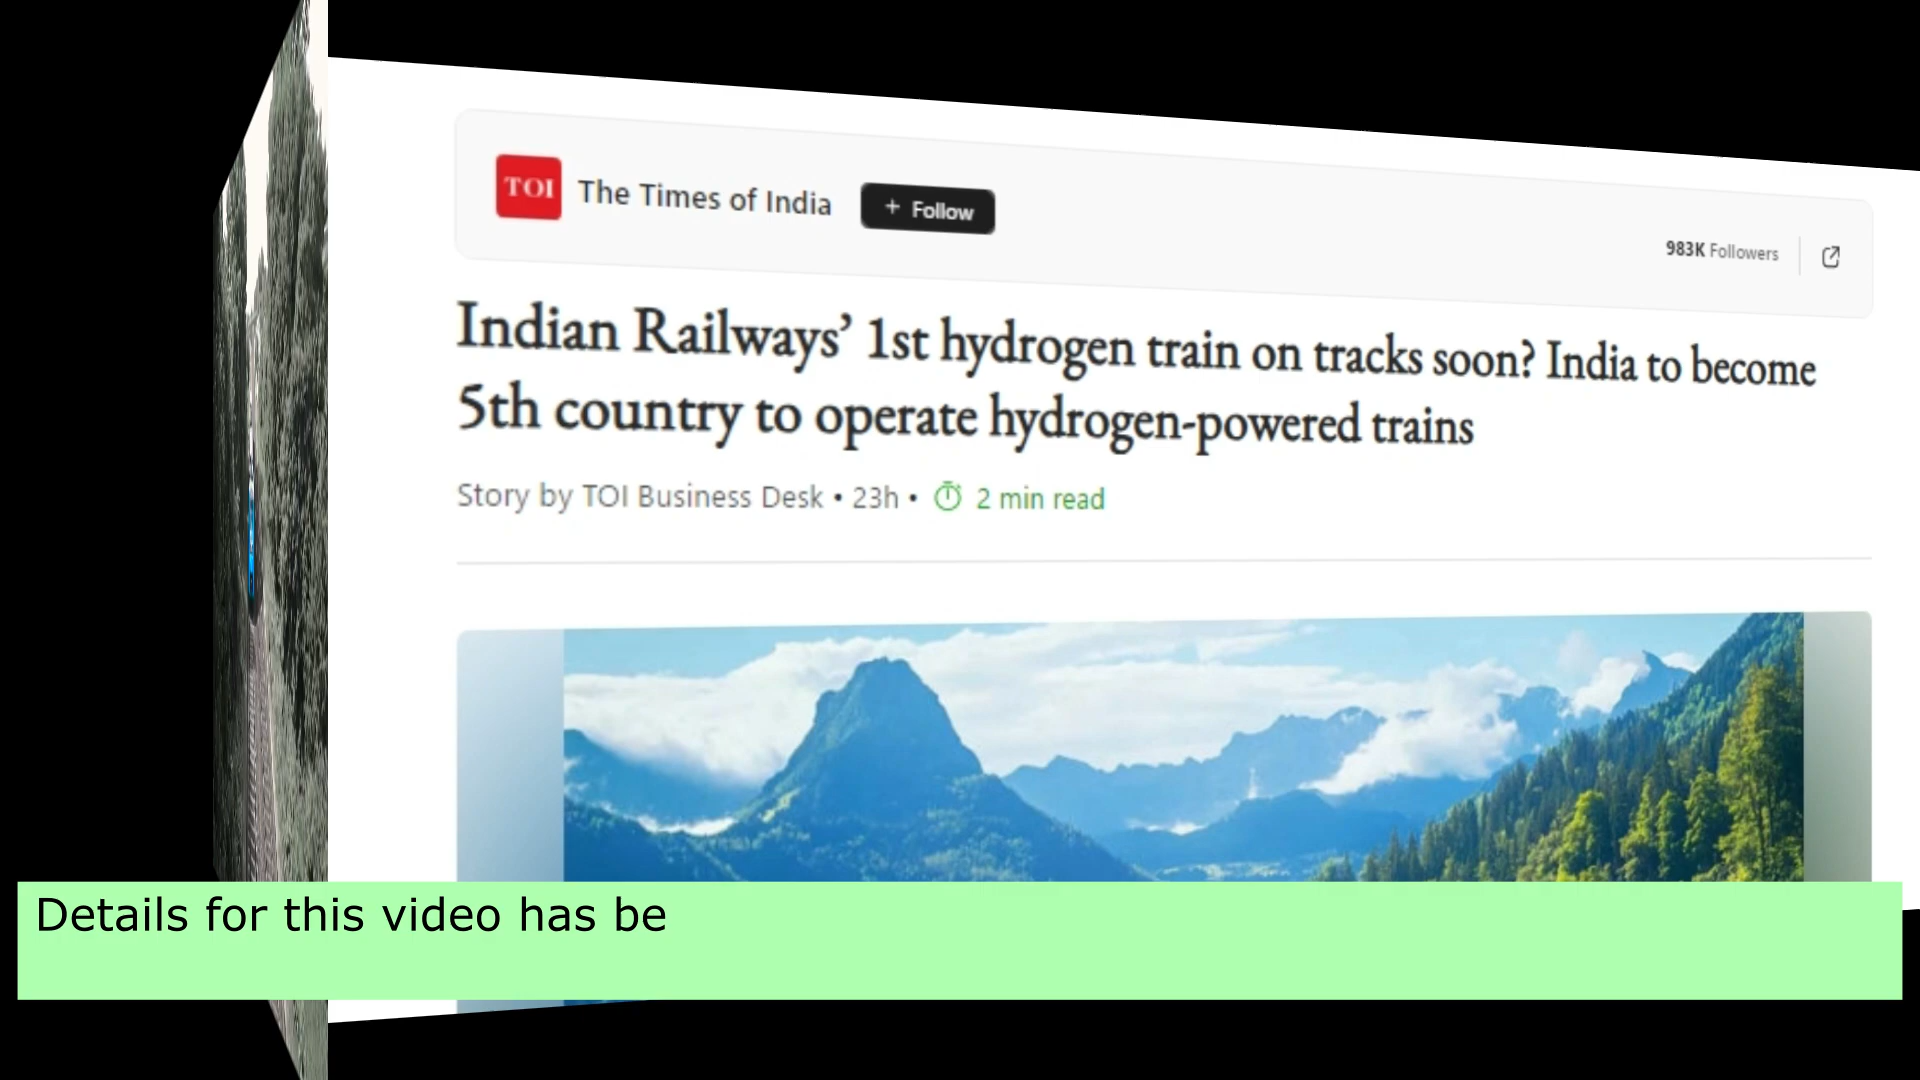 TOI The Times of India + Follow
983K Followers
Indian Railways’ 1st hydrogen train on tracks soon? India to become
5th country to operate hydrogen-powered trains
Story by TOI Business Desk • 23h • 2 min read
Details for this video has be